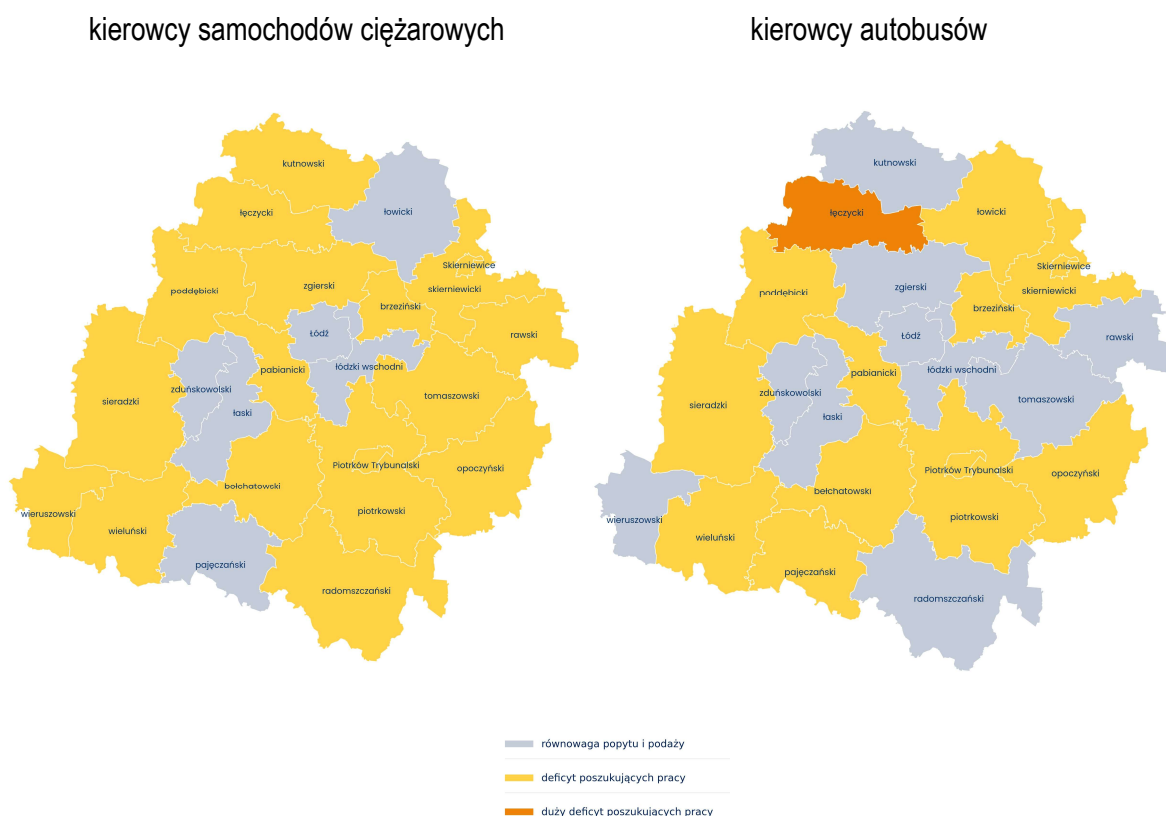 kierowcy samochodów ciężarowych
kierowcy autobusów
kutnowski
łęczycki
łowicki
Skierniewice
zgierski
poddębicki
skierniewicki
brzeziński
rawski
Łódź
łódzki wschodni
pabianicki
zduńskowolski
tomaszowski
sieradzki
łaski
Piotrków Trybunalski
opoczyński
bełchatowski
wieruszowski
piotrkowski
wieluński
pajęczański
radomszczański
kutnowski
łęczycki
łowicki
Skierniewice
zgierski
skierniewicki
poddębicki
brzeziński
rawski
Łódź
łódzki wschodni
pabianicki
zduńskowolski
tomaszowski
sieradzki
łaski
Piotrków Trybunalski
opoczyński
bełchatowski
piotrkowski
wieruszowski
wieluński
pajęczański
radomszczański
równowaga popytu i podaży
deficyt poszukujących pracy
duży deficyt poszukujących pracy